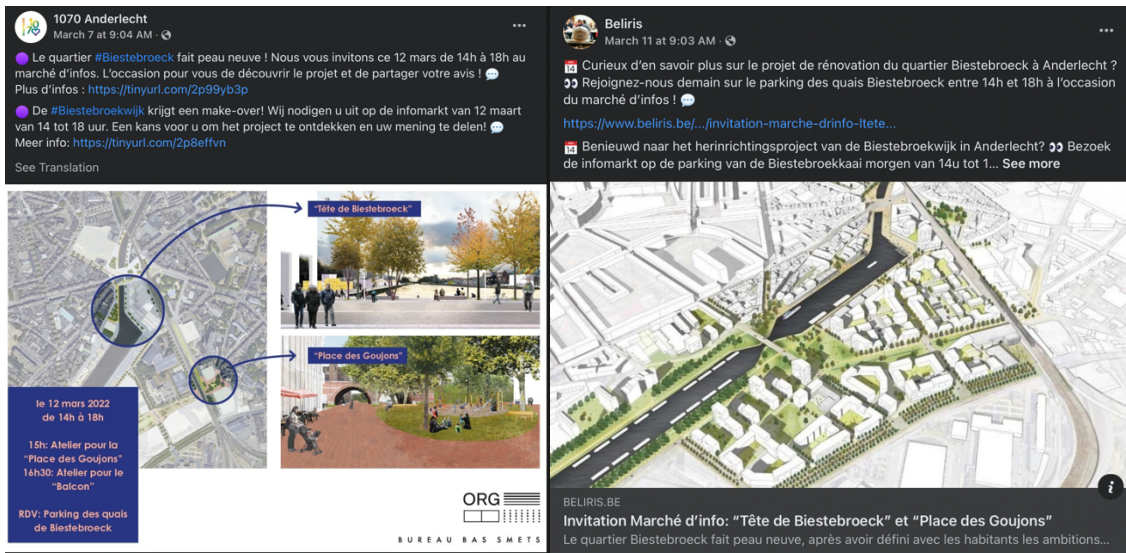 1070 Anderlecht
March 7 at 9:04 AM
Le quartier #Biestebroeck fait peau neuve ! Nous vous invitons ce 12 mars de 14h à 18h au
marché d'infos. L'occasion pour vous de découvrir le projet et de partager votre avis ! 💬
Plus d'infos : https://tinyurl.com/2p99yb3p
De #Biestebroekwijk krijgt een make-over! Wij nodigen u uit op de infomarkt van 12 maart
van 14 tot 18 uur. Een kans voor u om het project te ontdekken en uw mening te delen! 💬
Meer info: https://tinyurl.com/2p8effvn
See Translation
"Tête de Biestebroeck"
"Place des Goujons"
le 12 mars 2022
de 14h à 18h
15h: Atelier pour la
"Place des Goujons"
16h30: Atelier pour le
"Balcon"
RDV: Parking des quais
de Biestebroeck
ORG
BUREAU BAS SMETS
Beliris
March 11 at 9:03 AM
📅 Curieux d'en savoir plus sur le projet de rénovation du quartier Biestebroeck à Anderlecht ?
👀 Rejoignez-nous demain sur le parking des quais Biestebroeck entre 14h et 18h à l'occasion
du marché d'infos ! 💬
https://www.beliris.be/.../invitation-marche-drinfo-ltete...
📅 Benieuwd naar het herinrichtingsproject van de Biestebroekwijk in Anderlecht? 👀 Bezoek
de infomarkt op de parking van de Biestebroekkaai morgen van 14u tot 1... See more
BELIRIS.BE
Invitation Marché d'info: "Tête de Biestebroeck" et "Place des Goujons"
Le quartier Biestebroeck fait peau neuve, après avoir défini avec les habitants les ambitions...